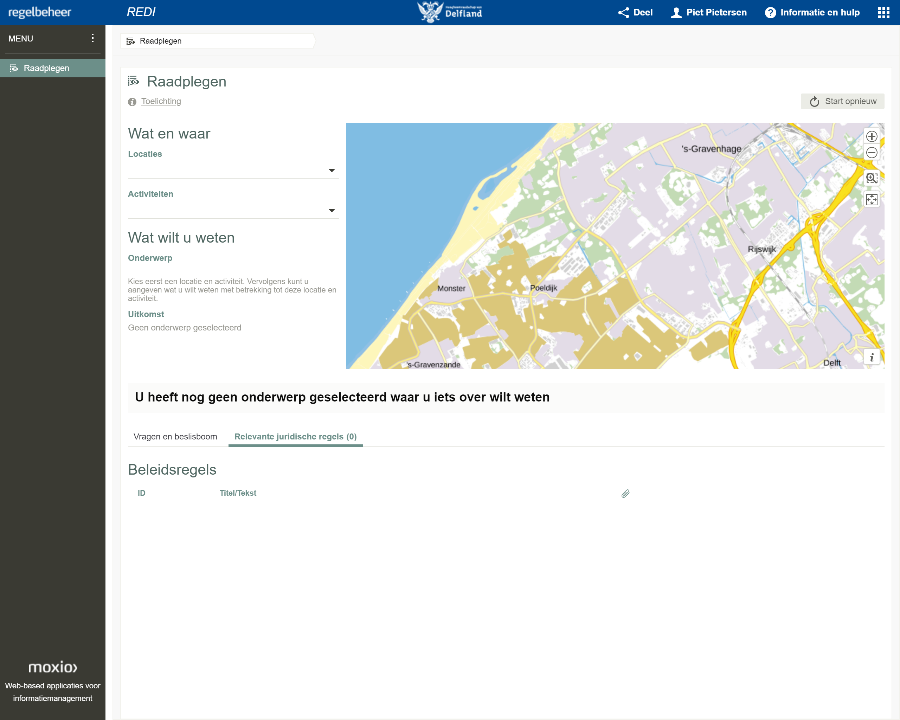 regelbeheer
REDI
Delfland
Deel
Piet Pietersen
Informatie en hulp
MENU
Raadplegen
Raadplegen
Raadplegen
Toelichting
Start opnieuw
Wat en waar
Locaties
Activiteiten
Wat wilt u weten
Onderwerp
Kies eerst een locatie en activiteit. Vervolgens kunt u
aangeven wat u wilt weten met betrekking tot deze locatie en
activiteit.
Uitkomst
Geen onderwerp geselecteerd
's-Gravenhage
Rijswijk
Monster
Poeldijk
's-Gravenzande
Delft
i
U heeft nog geen onderwerp geselecteerd waar u iets over wilt weten
Vragen en beslisboom
Relevante juridische regels (0)
Beleidsregels
ID
Titel/Tekst
moxio
Web-based applicaties voor
informatiemanagement